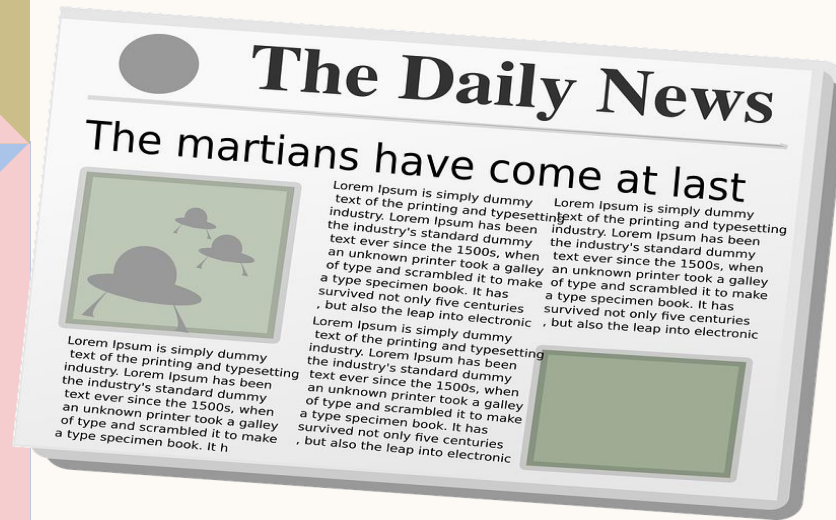 The Daily News
The martians have come at last
Lorem Ipsum is simply dummy
text of the printing and typesetting
industry. Lorem Ipsum has been
the industry's standard dummy
text ever since the 1500s, when
an unknown printer took a galley
of type and scrambled it to make
a type specimen book. It h
Lorem Ipsum is simply dummy
text of the printing and typesetting
industry. Lorem Ipsum has been
the industry's standard dummy
text ever since the 1500s, when
an unknown printer took a galley
of type and scrambled it to make
a type specimen book. It has
survived not only five centuries
, but also the leap into electronic
Lorem Ipsum is simply dummy
text of the printing and typesetting
industry. Lorem Ipsum has been
the industry's standard dummy
text ever since the 1500s, when
an unknown printer took a galley
of type and scrambled it to make
a type specimen book. It has
survived not only five centuries
, but also the leap into electronic
Lorem Ipsum is simply dummy
text of the printing and typesetting
industry. Lorem Ipsum has been
the industry's standard dummy
text ever since the 1500s, when
an unknown printer took a galley
of type and scrambled it to make
a type specimen book. It has
survived not only five centuries
, but also the leap into electronic